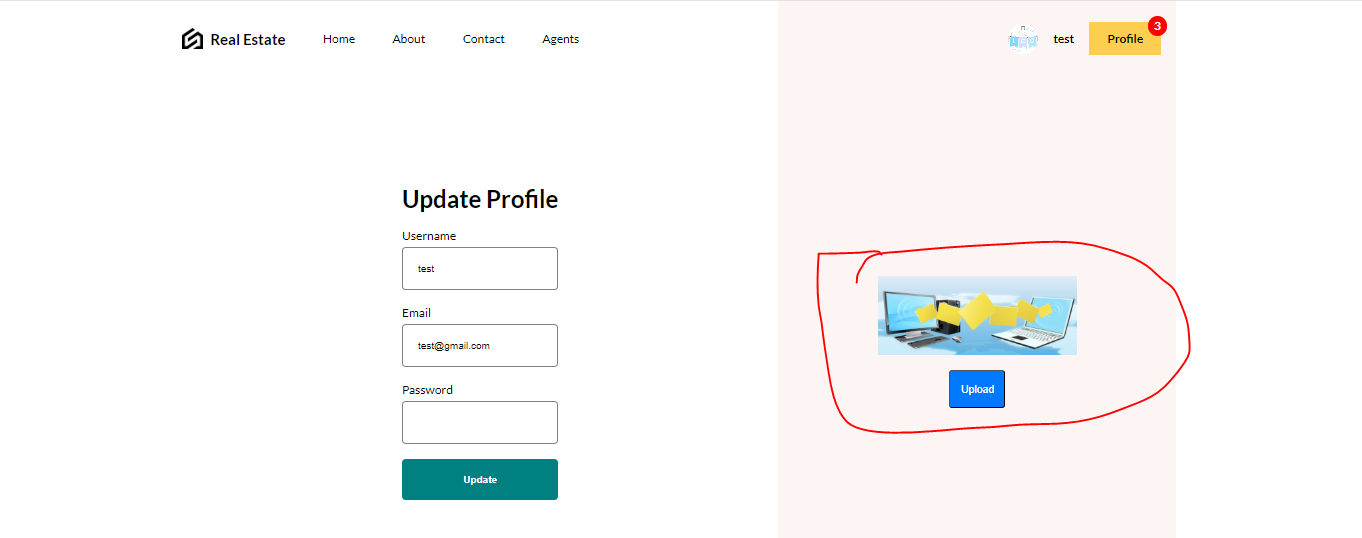 Real Estate Home About Contact Agents test Profile 3
Update Profile
Username
test
Email
test@gmail.com
Password
Update
Upload